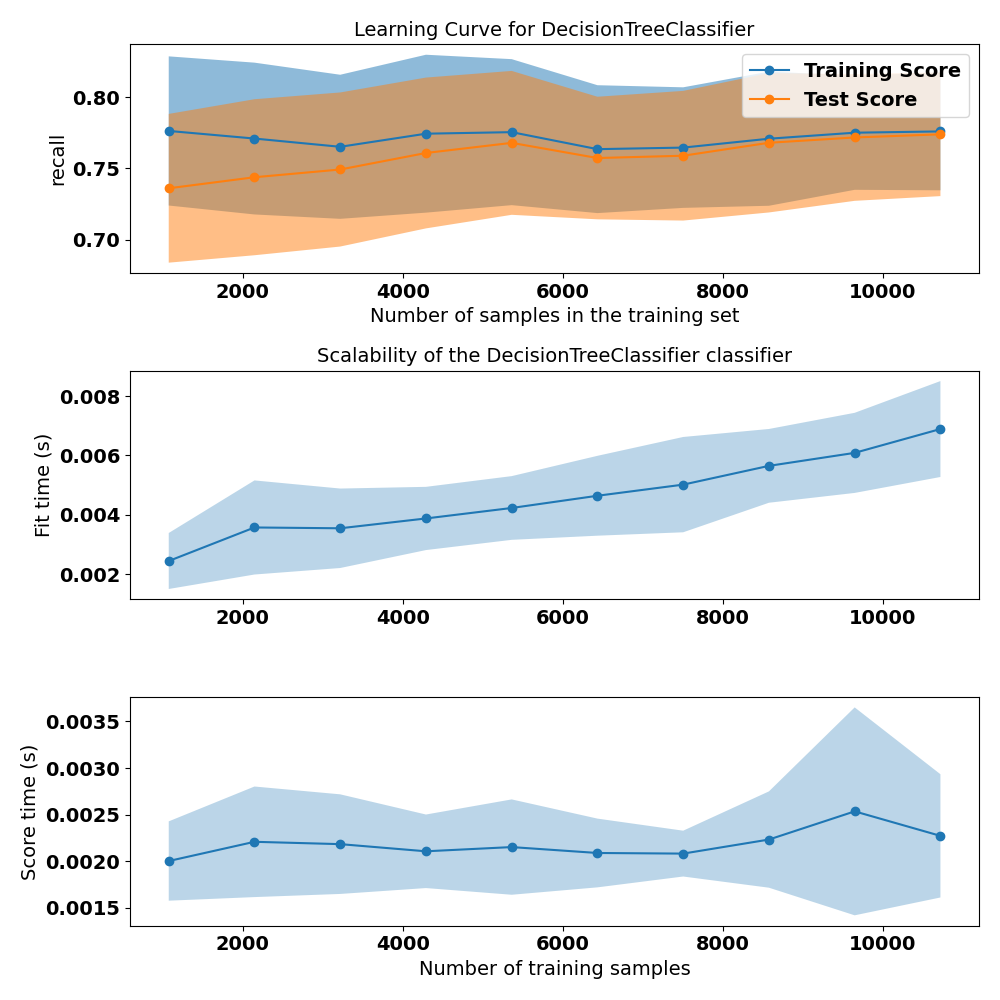 Learning Curve for DecisionTreeClassifier
Training Score
Test Score
0.80
0.75
0.70
recall
2000 4000 6000 8000 10000
Number of samples in the training set
Scalability of the DecisionTreeClassifier classifier
0.008
0.006
0.004
0.002
Fit time (s)
2000 4000 6000 8000 10000
0.0035
0.0030
0.0025
0.0020
0.0015
Score time (s)
2000 4000 6000 8000 10000
Number of training samples